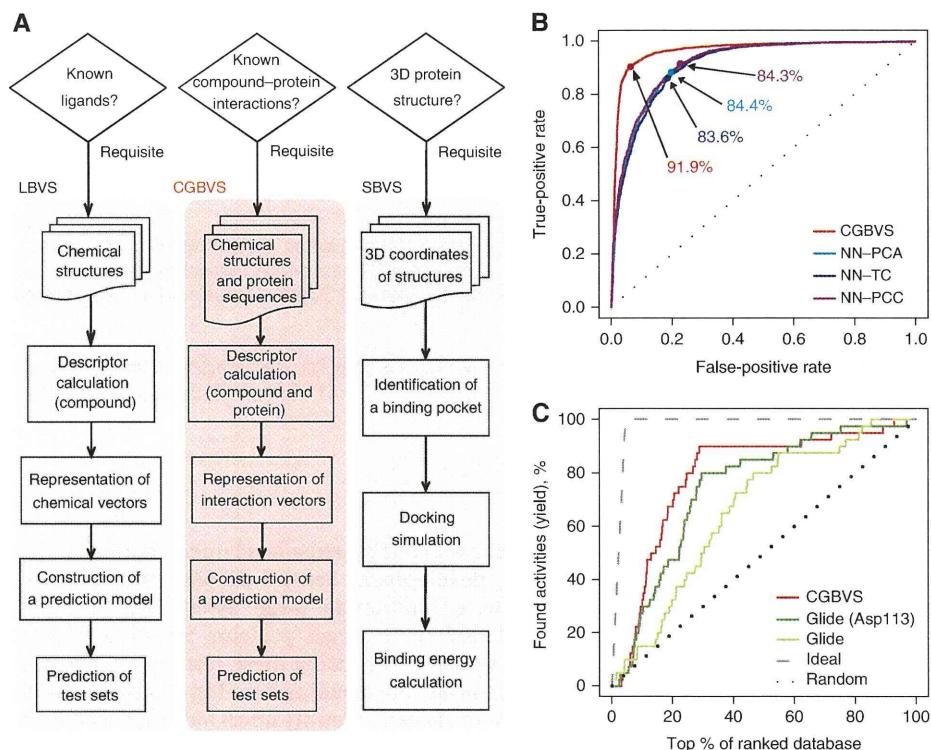 A
Known
ligands?
Requisite
LBVS
Chemical
structures
Descriptor
calculation
(compound)
Representation of
chemical vectors
Construction of
a prediction model
Prediction of
test sets
Known
compound–protein
interactions?
Requisite
CGBVS
Chemical
structures
and protein
sequences
Descriptor
calculation
(compound and
protein)
Representation of
interaction vectors
Construction of
a prediction model
Prediction of
test sets
3D protein
structure?
Requisite
SBVS
3D coordinates
of structures
Identification of
a binding pocket
Docking
simulation
Binding energy
calculation
B
True-positive rate
1.0
0.8
0.6
0.4
0.2
0.0
84.3%
84.4%
83.6%
91.9%
CGBVS
NN–PCA
NN–TC
NN–PCC
0.0 0.2 0.4 0.6 0.8 1.0
False-positive rate
C
Found activities (yield), %
100
80
60
40
20
0
CGBVS
Glide (Asp113)
Glide
Ideal
Random
0 20 40 60 80 100
Top % of ranked database